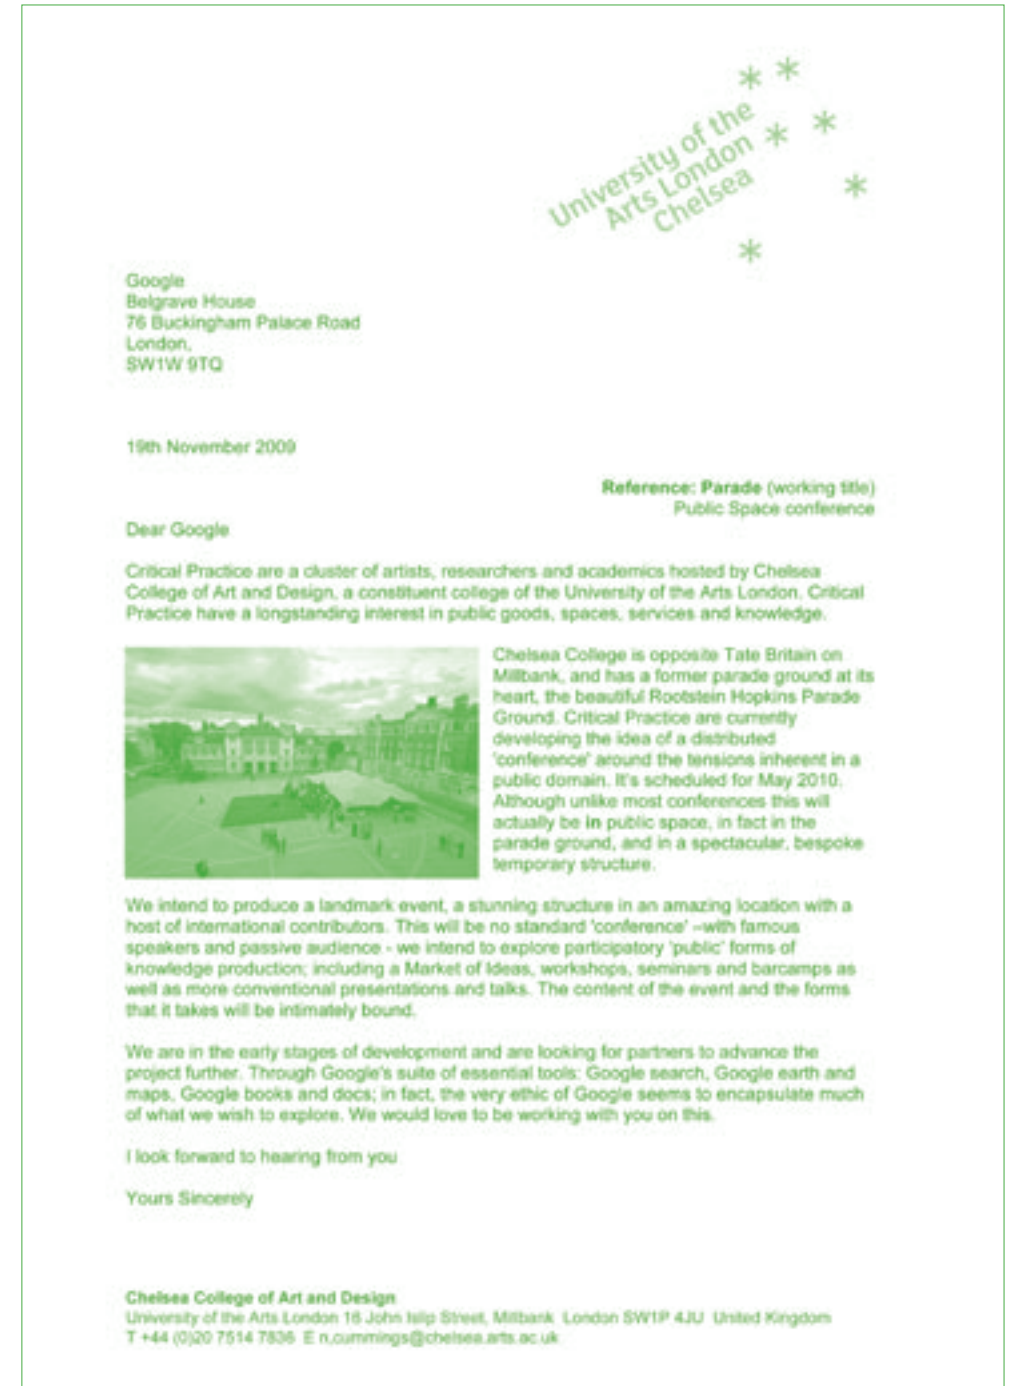 University of the
Arts London
Chelsea
Google
Belgrave House
76 Buckingham Palace Road
London,
SW1W 9TQ
19th November 2009
Reference: Parade (working title)
Public Space conference
Dear Google
Critical Practice are a cluster of artists, researchers and academics hosted by Chelsea
College of Art and Design, a constituent college of the University of the Arts London. Critical
Practice have a longstanding interest in public goods, spaces, services and knowledge.
Chelsea College is opposite Tate Britain on
Millbank, and has a former parade ground at its
heart, the beautiful Rootstein Hopkins Parade
Ground. Critical Practice are currently
developing the idea of a distributed
'conference' around the tensions inherent in a
public domain. It's scheduled for May 2010.
Although unlike most conferences this will
actually be in public space, in fact in the
parade ground, and in a spectacular, bespoke
temporary structure.
We intend to produce a landmark event, a stunning structure in an amazing location with a
host of international contributors. This will be no standard 'conference' –with famous
speakers and passive audience - we intend to explore participatory 'public' forms of
knowledge production; including a Market of Ideas, workshops, seminars and barcamps as
well as more conventional presentations and talks. The content of the event and the forms
that it takes will be intimately bound.
We are in the early stages of development and are looking for partners to advance the
project further. Through Google's suite of essential tools: Google search, Google earth and
maps, Google books and docs; in fact, the very ethic of Google seems to encapsulate much
of what we wish to explore. We would love to be working with you on this.
I look forward to hearing from you
Yours Sincerely
Chelsea College of Art and Design
University of the Arts London 16 John Islip Street, Millbank London SW1P 4JU United Kingdom
T +44 (0)20 7514 7836 E n.cummings@chelsea.arts.ac.uk